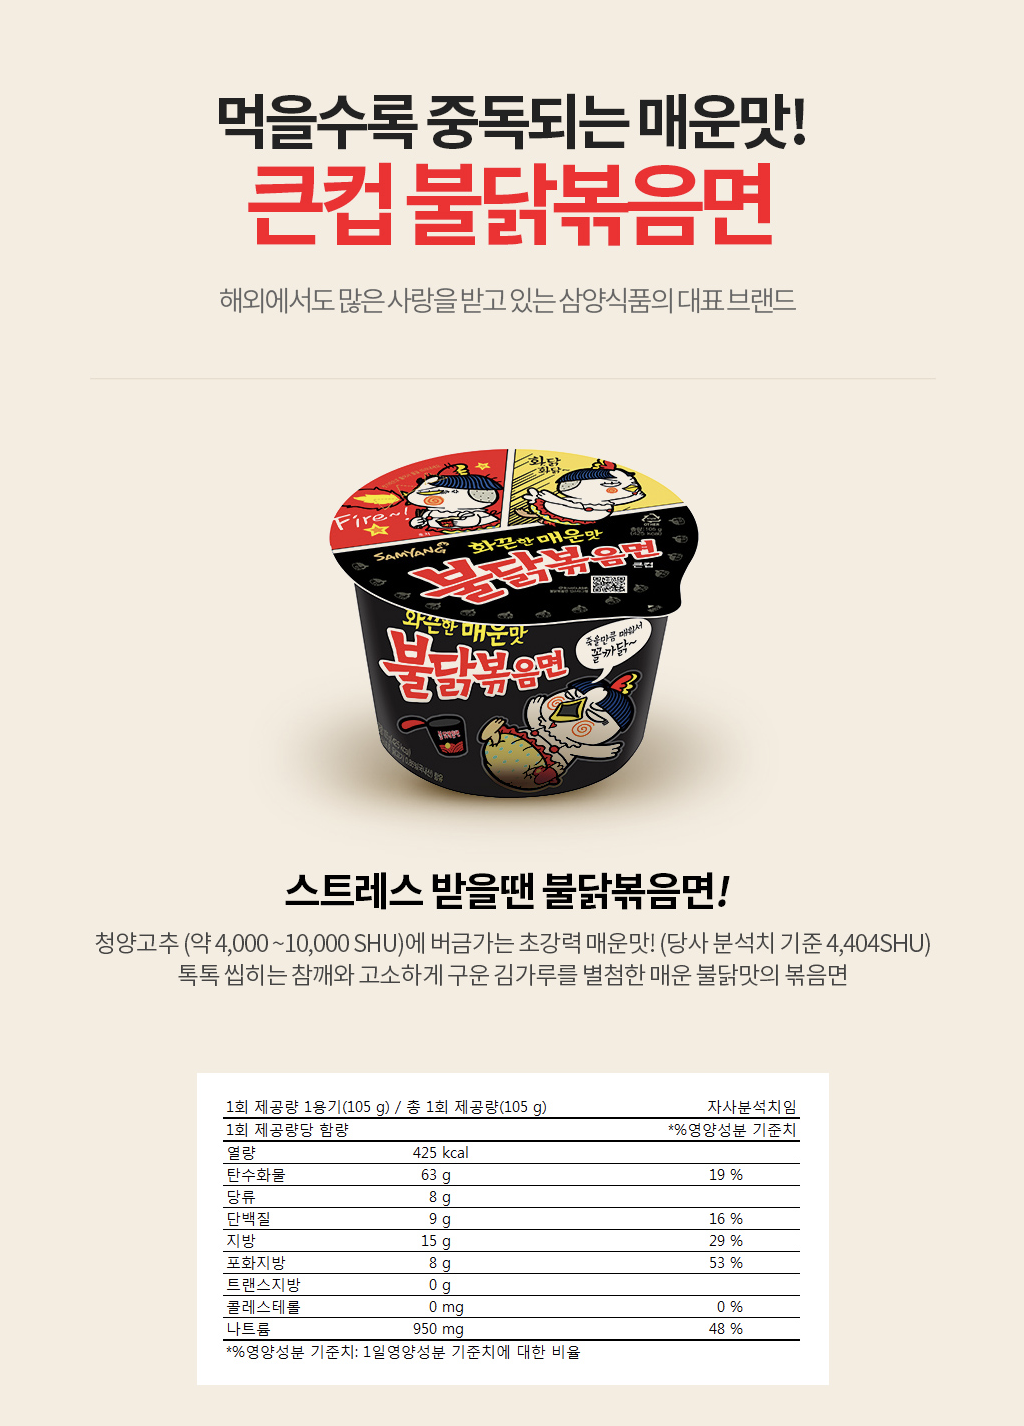 먹을수록 중독되는 매운맛!
큰컵 불닭볶음면
해외에서도 많은 사랑을 받고 있는 삼양식품의 대표 브랜드
화닭
화닭~
Fire~!
SAMYANG
화끈한 매운맛
불닭볶음면
큰컵
화끈한 매운맛
불닭볶음면
죽을만큼 매워서
꼴까닭~
스트레스 받을땐 불닭볶음면!
청양고추 (약 4,000 ~10,000 SHU)에 버금가는 초강력 매운맛! (당사 분석치 기준 4,404SHU)
톡톡 씹히는 참깨와 고소하게 구운 김가루를 별첨한 매운 불닭맛의 볶음면
1회 제공량 1용기(105 g) / 총 1회 제공량(105 g) 자사분석치임
1회 제공량당 함량 *%영양성분 기준치
열량 425 kcal
탄수화물 63 g 19 %
당류 8 g
단백질 9 g 16 %
지방 15 g 29 %
포화지방 8 g 53 %
트랜스지방 0 g
콜레스테롤 0 mg 0 %
나트륨 950 mg 48 %
*%영양성분 기준치: 1일영양성분 기준치에 대한 비율